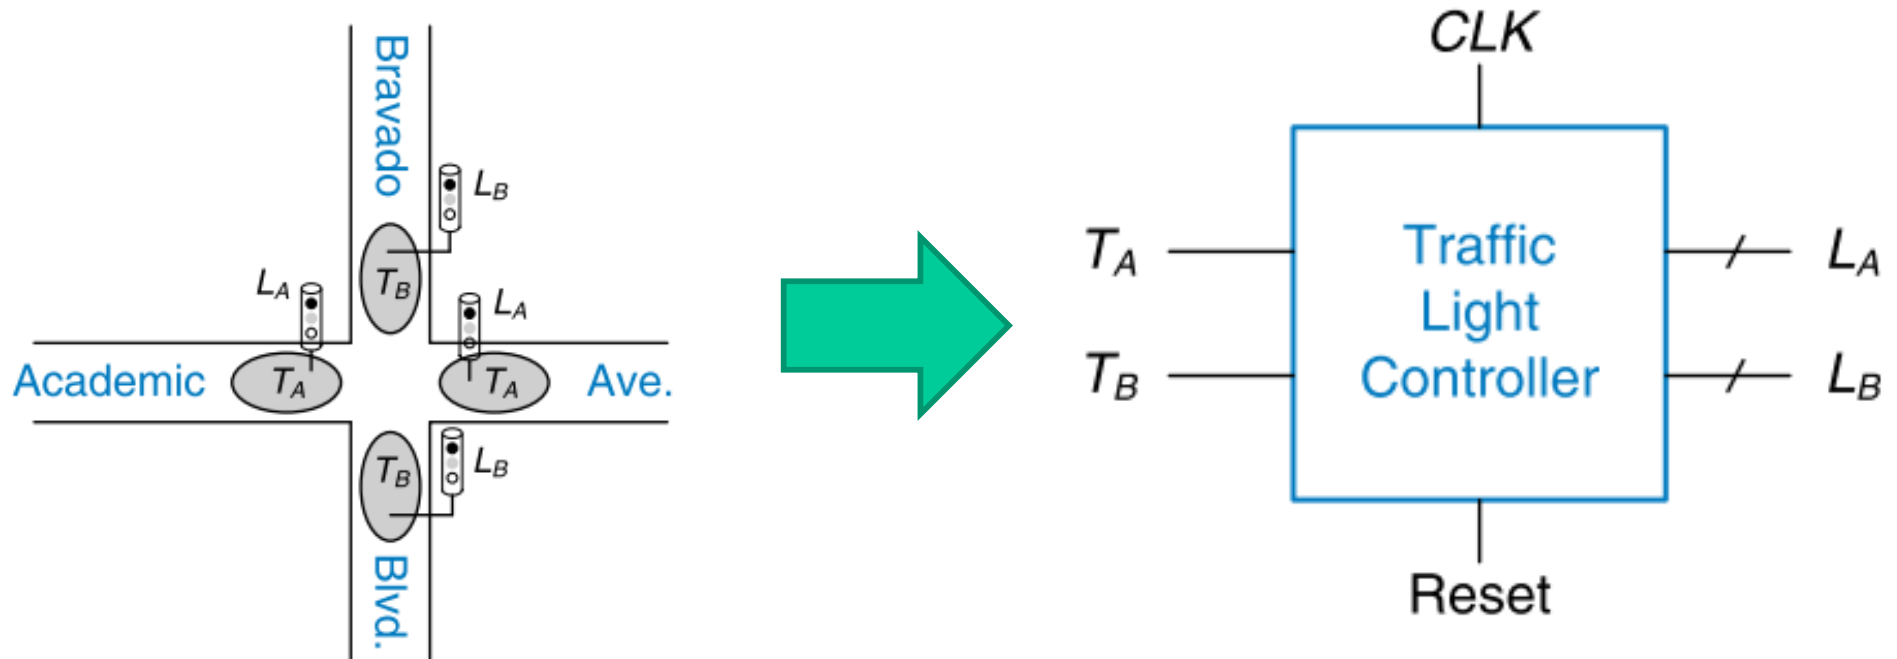 Bravado
L_B
L_A
T_B
L_A
Academic
T_A
T_A
Ave.
T_B
L_B
Blvd.
CLK
T_A
Traffic
Light
Controller
L_A
T_B
L_B
Reset